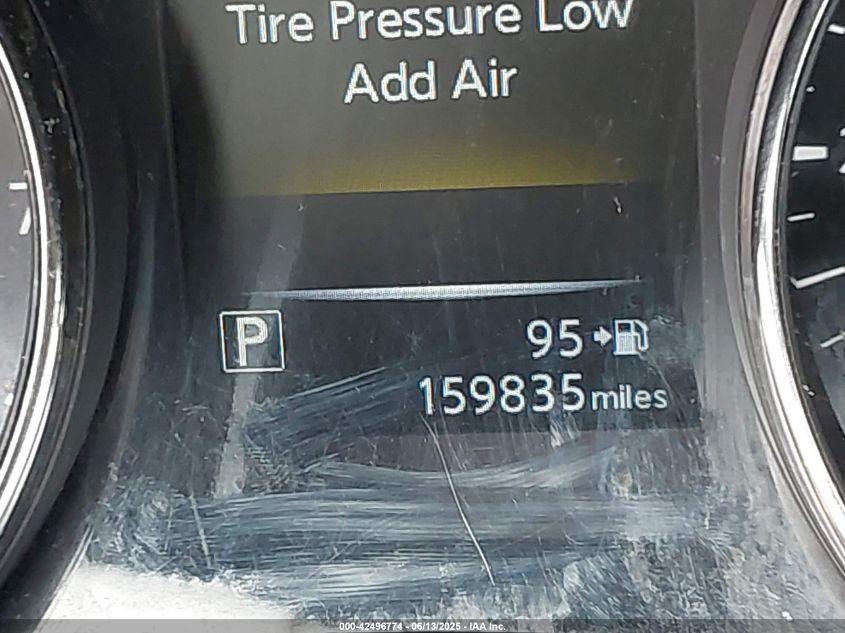 Tire Pressure Low
Add Air
P
95
159835 miles
000-42496774 - 06/13/2025 - IAA Inc.